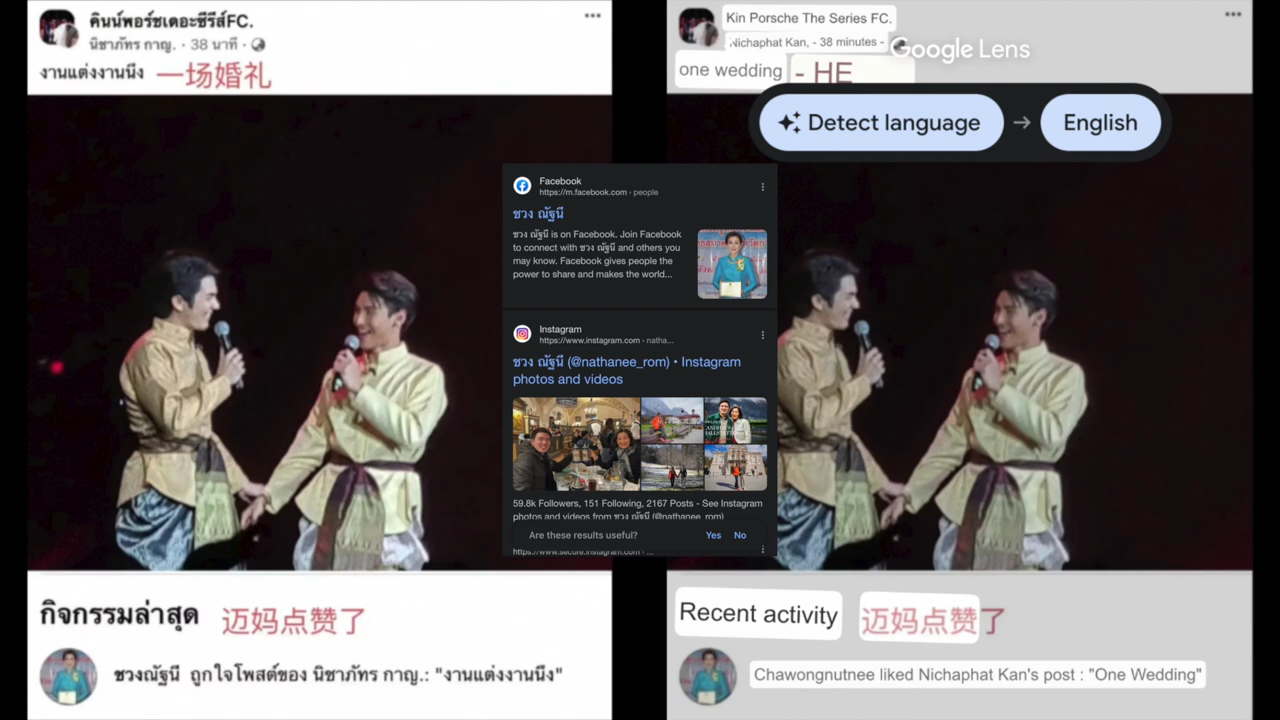 คินน์พอร์ชเดอะซีรีส์FC.
นิชาภัทร กาญ. · 38 นาที ·
งานแต่งงานนึง 一场婚礼
กิจกรรมล่าสุด 迈妈点赞了
ชวงณัฐนี ถูกใจโพสต์ของ นิชาภัทร กาญ.: "งานแต่งงานนึง"
Facebook
https://m.facebook.com · people
ชวง ณัฐนี
ชวง ณัฐนี is on Facebook. Join Facebook
to connect with ชวง ณัฐนี and others you
may know. Facebook gives people the
power to share and makes the world...
Instagram
https://www.instagram.com · natha...
ชวง ณัฐนี (@nathanee_rom) • Instagram
photos and videos
59.8k Followers, 151 Following, 2167 Posts - See Instagram
photos and videos from ชวง ณัฐนี (@nathanee_rom)
Are these results useful? Yes No
https://www.secure.instagram.com · ...
Kin Porsche The Series FC.
Nichaphat Kan, - 38 minutes -
Google Lens
one wedding - HE
Detect language → English
Recent activity 迈妈点赞了
Chawongnutnee liked Nichaphat Kan's post : "One Wedding"